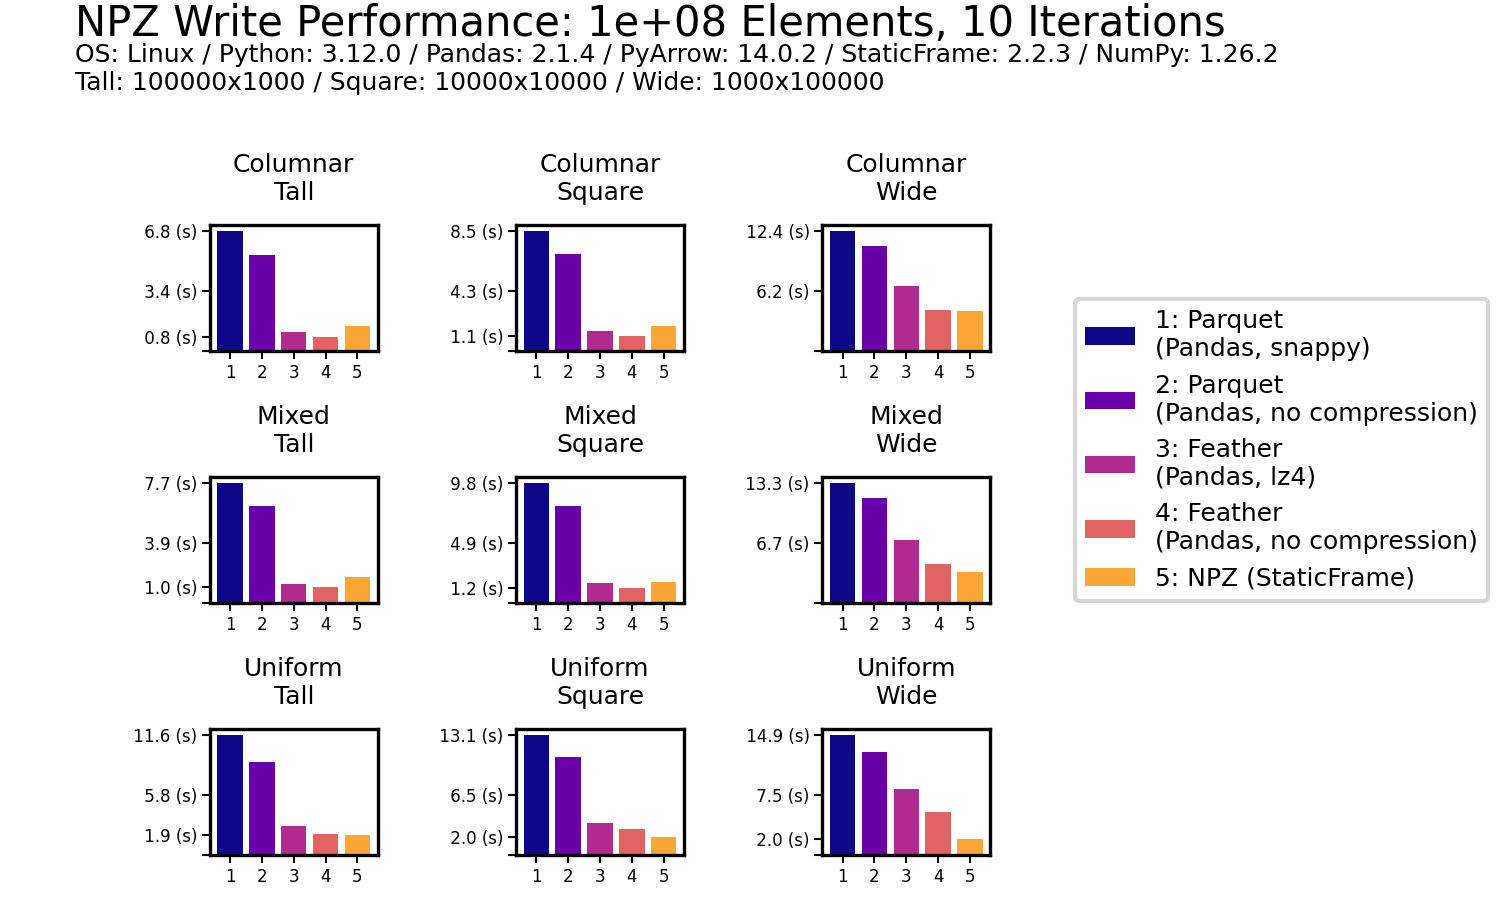 NPZ Write Performance: 1e+08 Elements, 10 Iterations
OS: Linux / Python: 3.12.0 / Pandas: 2.1.4 / PyArrow: 14.0.2 / StaticFrame: 2.2.3 / NumPy: 1.26.2
Tall: 100000x1000 / Square: 10000x10000 / Wide: 1000x100000
Columnar
Tall
6.8 (s)
3.4 (s)
0.8 (s)
1 2 3 4 5
Columnar
Square
8.5 (s)
4.3 (s)
1.1 (s)
1 2 3 4 5
Columnar
Wide
12.4 (s)
6.2 (s)
1 2 3 4 5
Mixed
Tall
7.7 (s)
3.9 (s)
1.0 (s)
1 2 3 4 5
Mixed
Square
9.8 (s)
4.9 (s)
1.2 (s)
1 2 3 4 5
Mixed
Wide
13.3 (s)
6.7 (s)
1 2 3 4 5
Uniform
Tall
11.6 (s)
5.8 (s)
1.9 (s)
1 2 3 4 5
Uniform
Square
13.1 (s)
6.5 (s)
2.0 (s)
1 2 3 4 5
Uniform
Wide
14.9 (s)
7.5 (s)
2.0 (s)
1 2 3 4 5
1: Parquet
(Pandas, snappy)
2: Parquet
(Pandas, no compression)
3: Feather
(Pandas, lz4)
4: Feather
(Pandas, no compression)
5: NPZ (StaticFrame)